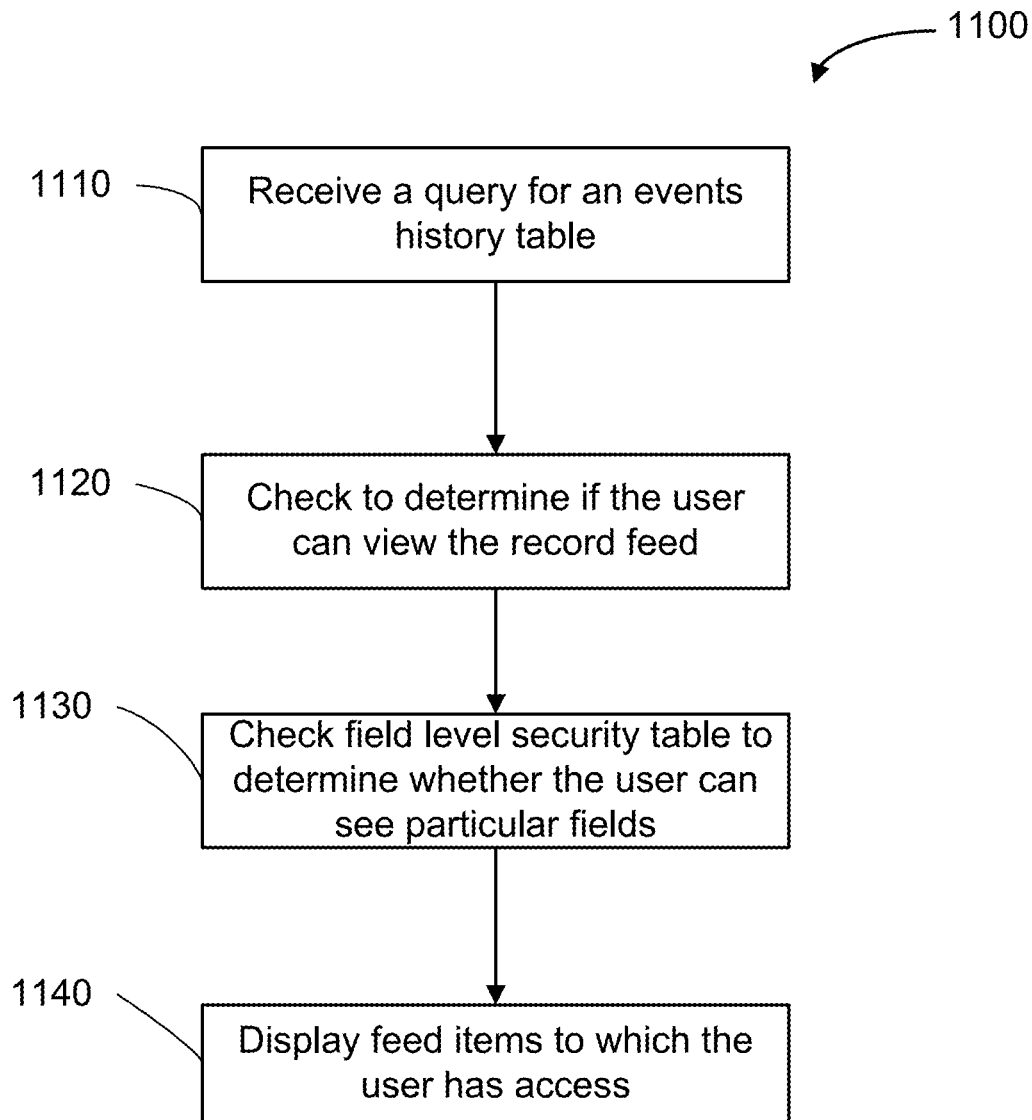 1100
1110
Receive a query for an events
history table
1120
Check to determine if the user
can view the record feed
1130
Check field level security table to
determine whether the user can
see particular fields
1140
Display feed items to which the
user has access